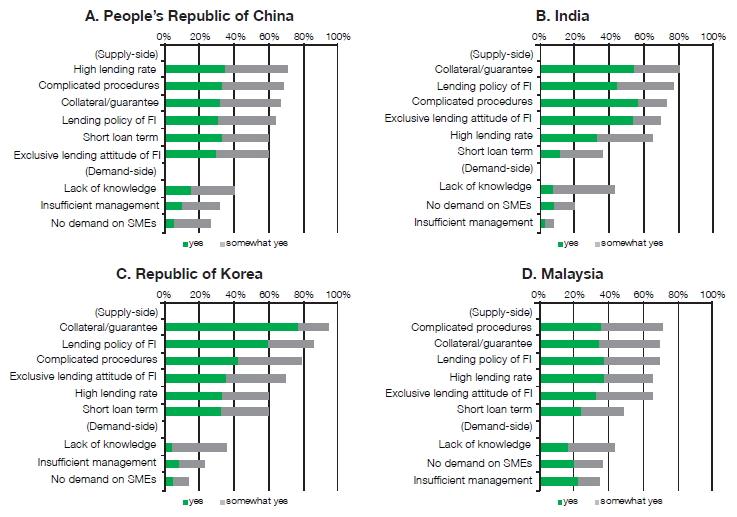 A. People's Republic of China
0% 20% 40% 60% 80% 100%
(Supply-side)
High lending rate
Complicated procedures
Collateral/guarantee
Lending policy of FI
Short loan term
Exclusive lending attitude of FI
(Demand-side)
Lack of knowledge
Insufficient management
No demand on SMEs
yes somewhat yes
B. India
0% 20% 40% 60% 80% 100%
(Supply-side)
Collateral/guarantee
Lending policy of FI
Complicated procedures
Exclusive lending attitude of FI
High lending rate
Short loan term
(Demand-side)
Lack of knowledge
No demand on SMEs
Insufficient management
yes somewhat yes
C. Republic of Korea
0% 20% 40% 60% 80% 100%
(Supply-side)
Collateral/guarantee
Lending policy of FI
Complicated procedures
Exclusive lending attitude of FI
High lending rate
Short loan term
(Demand-side)
Lack of knowledge
Insufficient management
No demand on SMEs
yes somewhat yes
D. Malaysia
0% 20% 40% 60% 80% 100%
(Supply-side)
Complicated procedures
Collateral/guarantee
Lending policy of FI
High lending rate
Exclusive lending attitude of FI
Short loan term
(Demand-side)
Lack of knowledge
No demand on SMEs
Insufficient management
yes somewhat yes